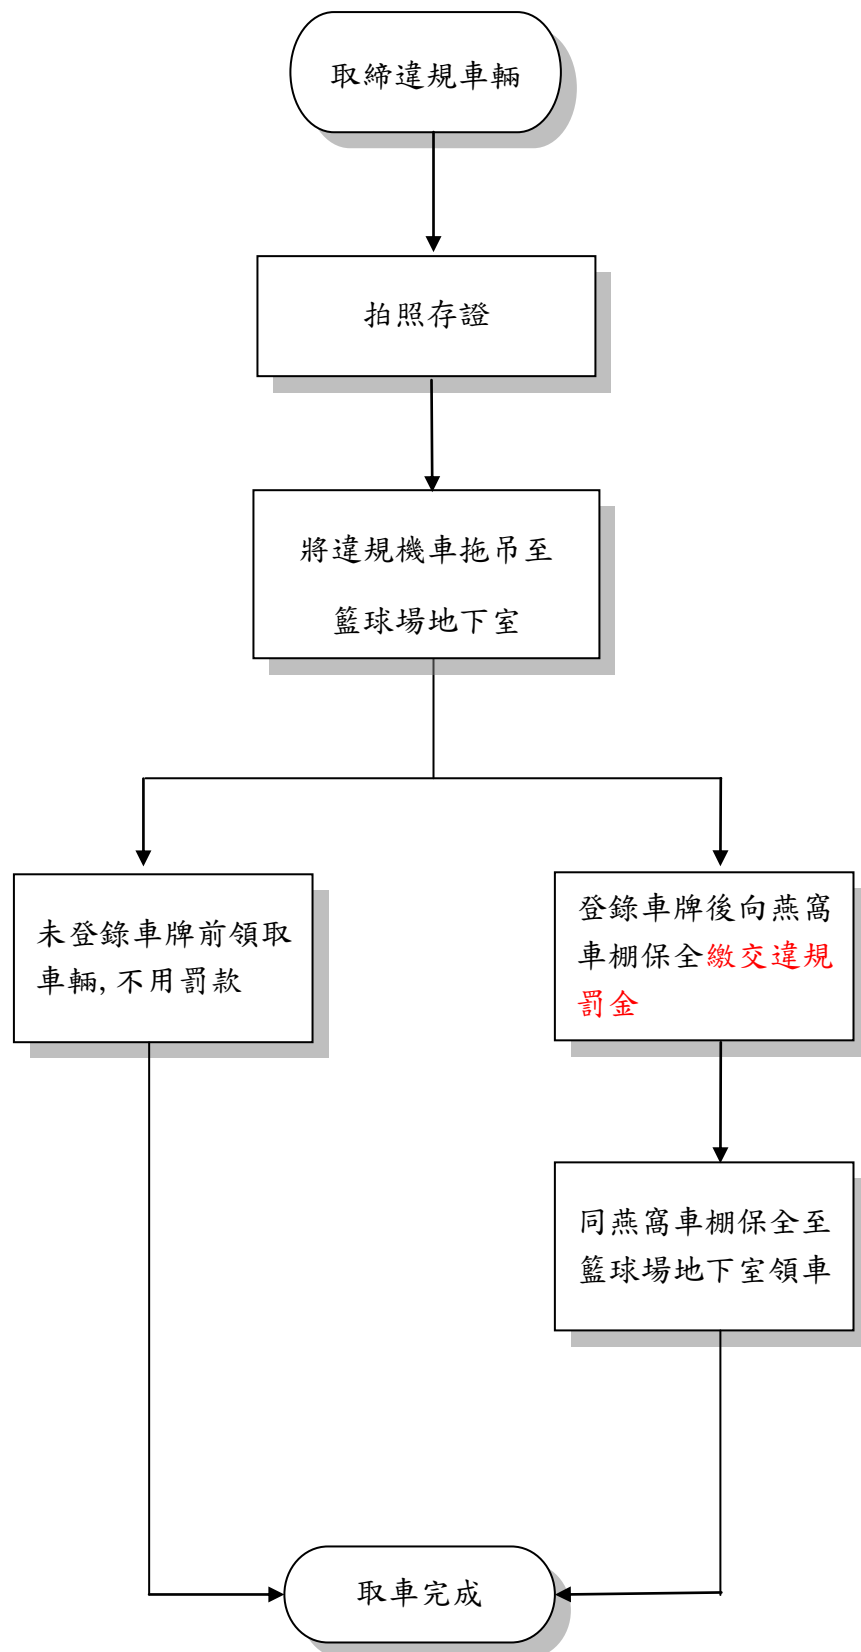 取締違規車輛
拍照存證
將違規機車拖吊至
籃球場地下室
未登錄車牌前領取
車輛, 不用罰款
登錄車牌後向燕窩
車棚保全繳交違規
罰金
同燕窩車棚保全至
籃球場地下室領車
取車完成